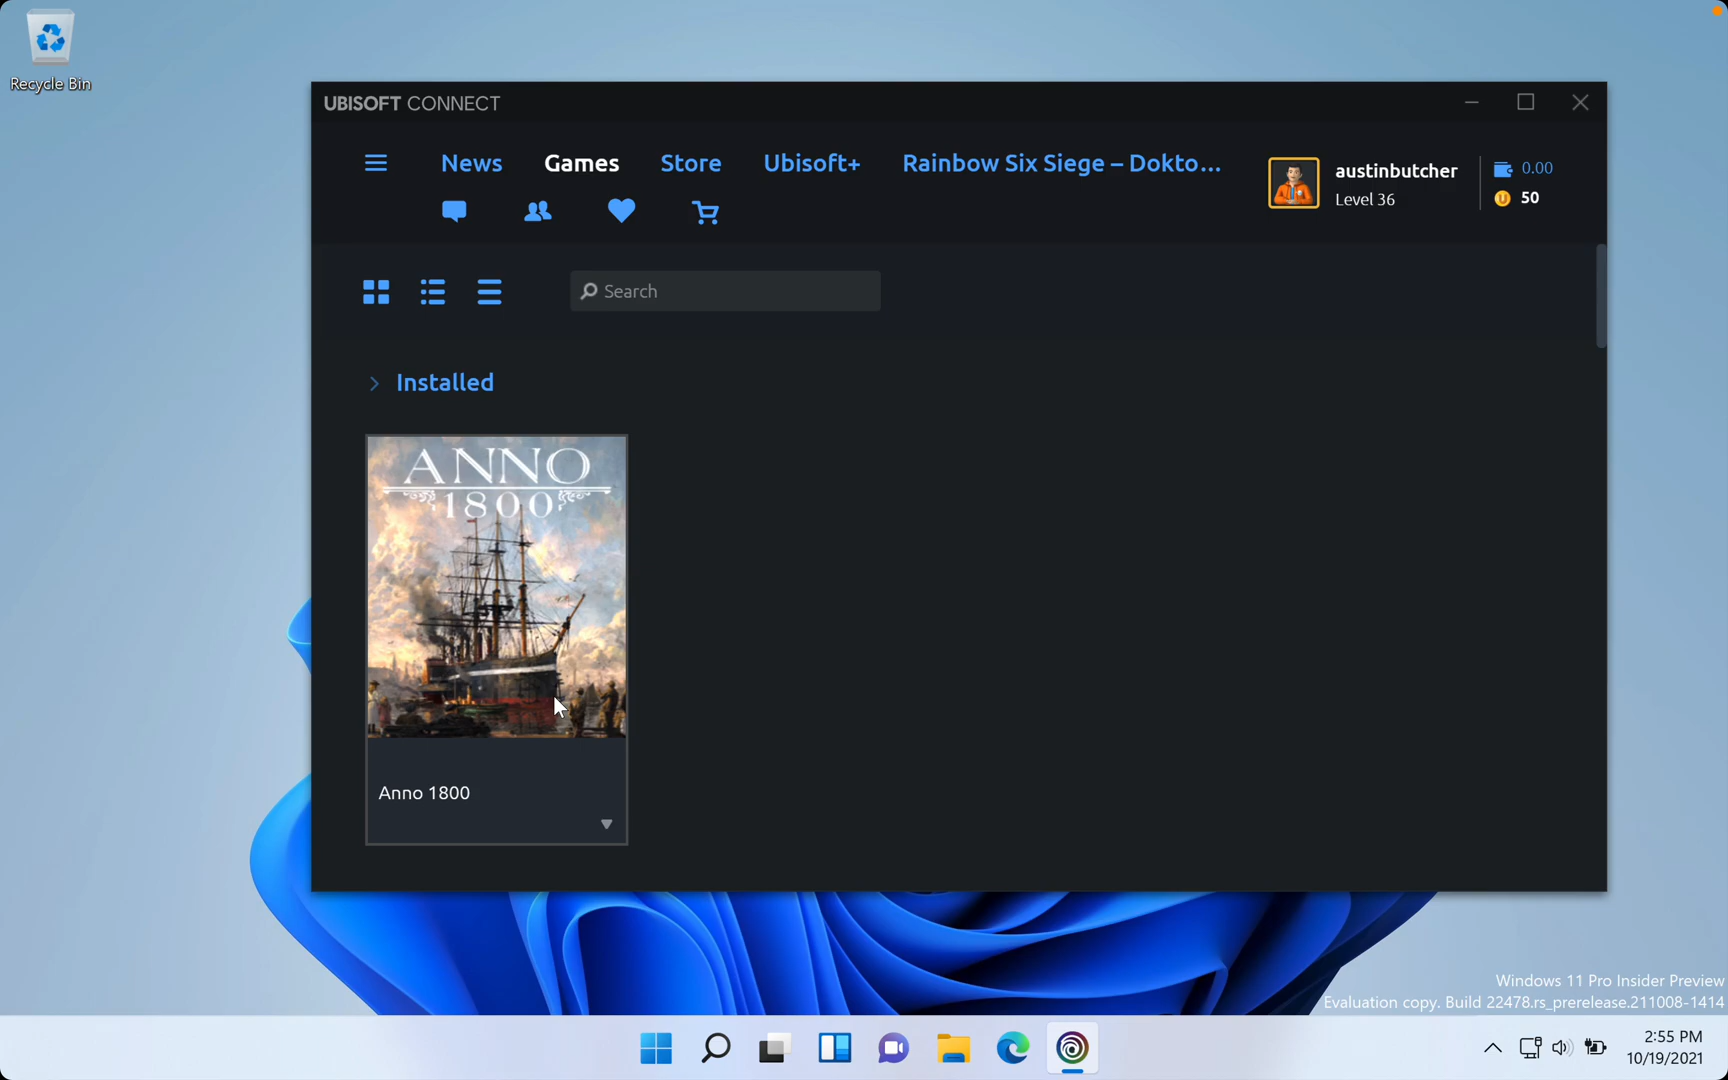 Recycle Bin
UBISOFT CONNECT
News Games Store Ubisoft+ Rainbow Six Siege – Dokto...
austinbutcher
Level 36
0.00
50
Search
Installed
ANNO
1800
Anno 1800
Windows 11 Pro Insider Preview
Evaluation copy. Build 22478.rs_prerelease.211008-1414
2:55 PM
10/19/2021